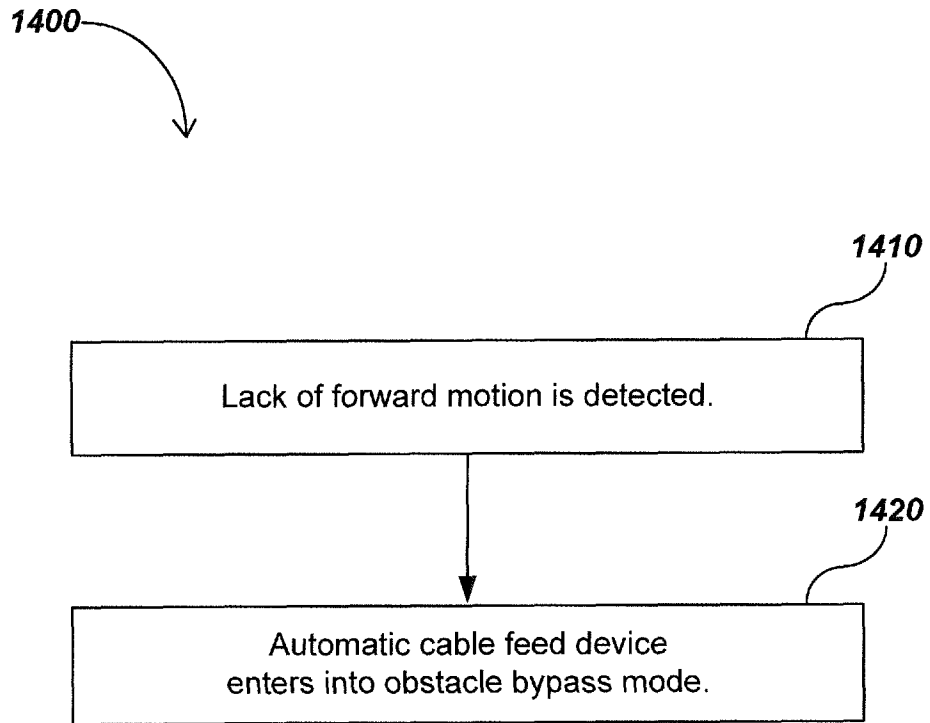 1400
1410
Lack of forward motion is detected.
1420
Automatic cable feed device
enters into obstacle bypass mode.